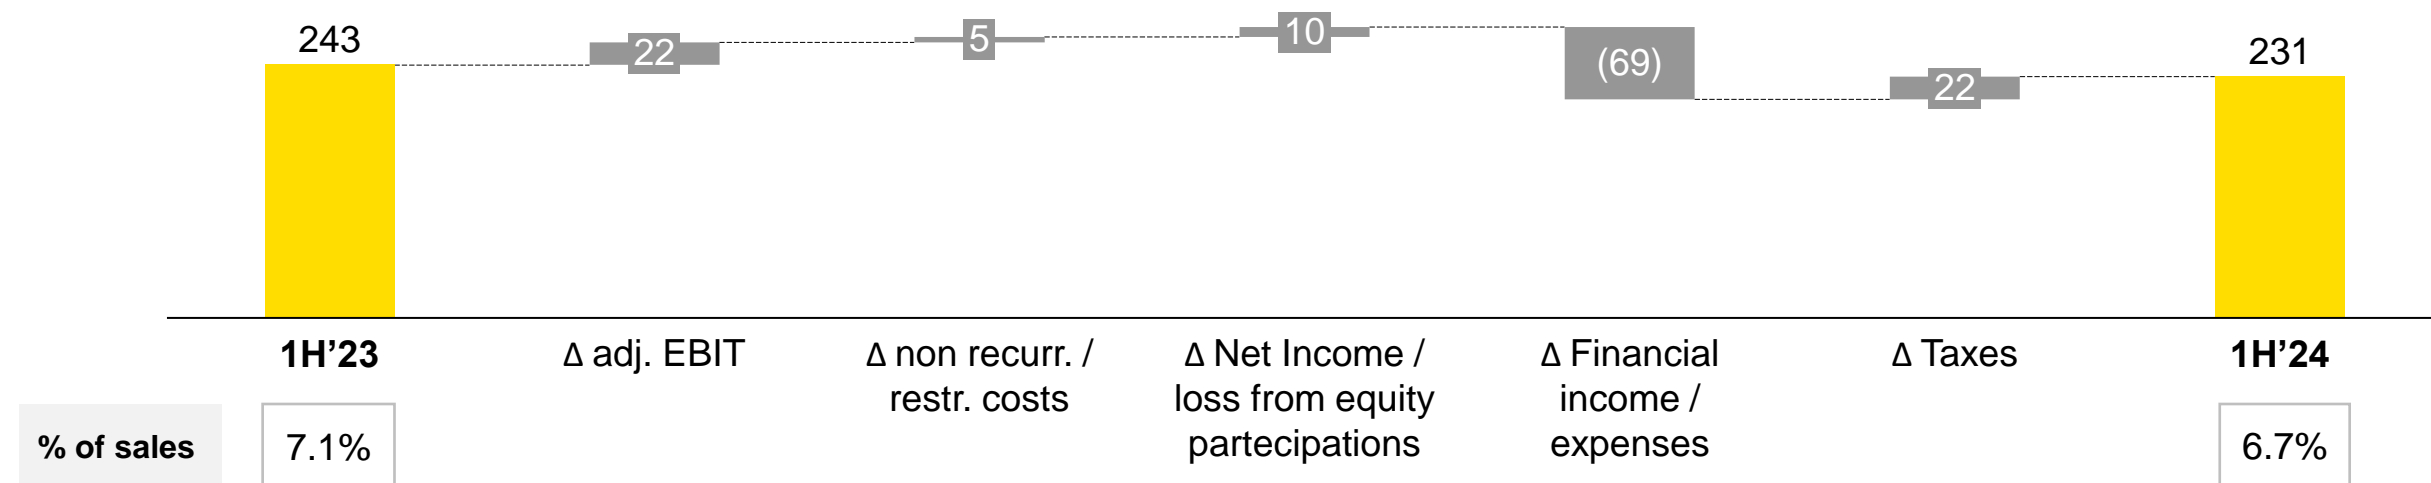 243
22
5
10
(69)
22
231
1H’23
Δ adj. EBIT
Δ non recurr. /
restr. costs
Δ Net Income /
loss from equity
partecipations
Δ Financial
income /
expenses
Δ Taxes
1H’24
% of sales
7.1%
6.7%